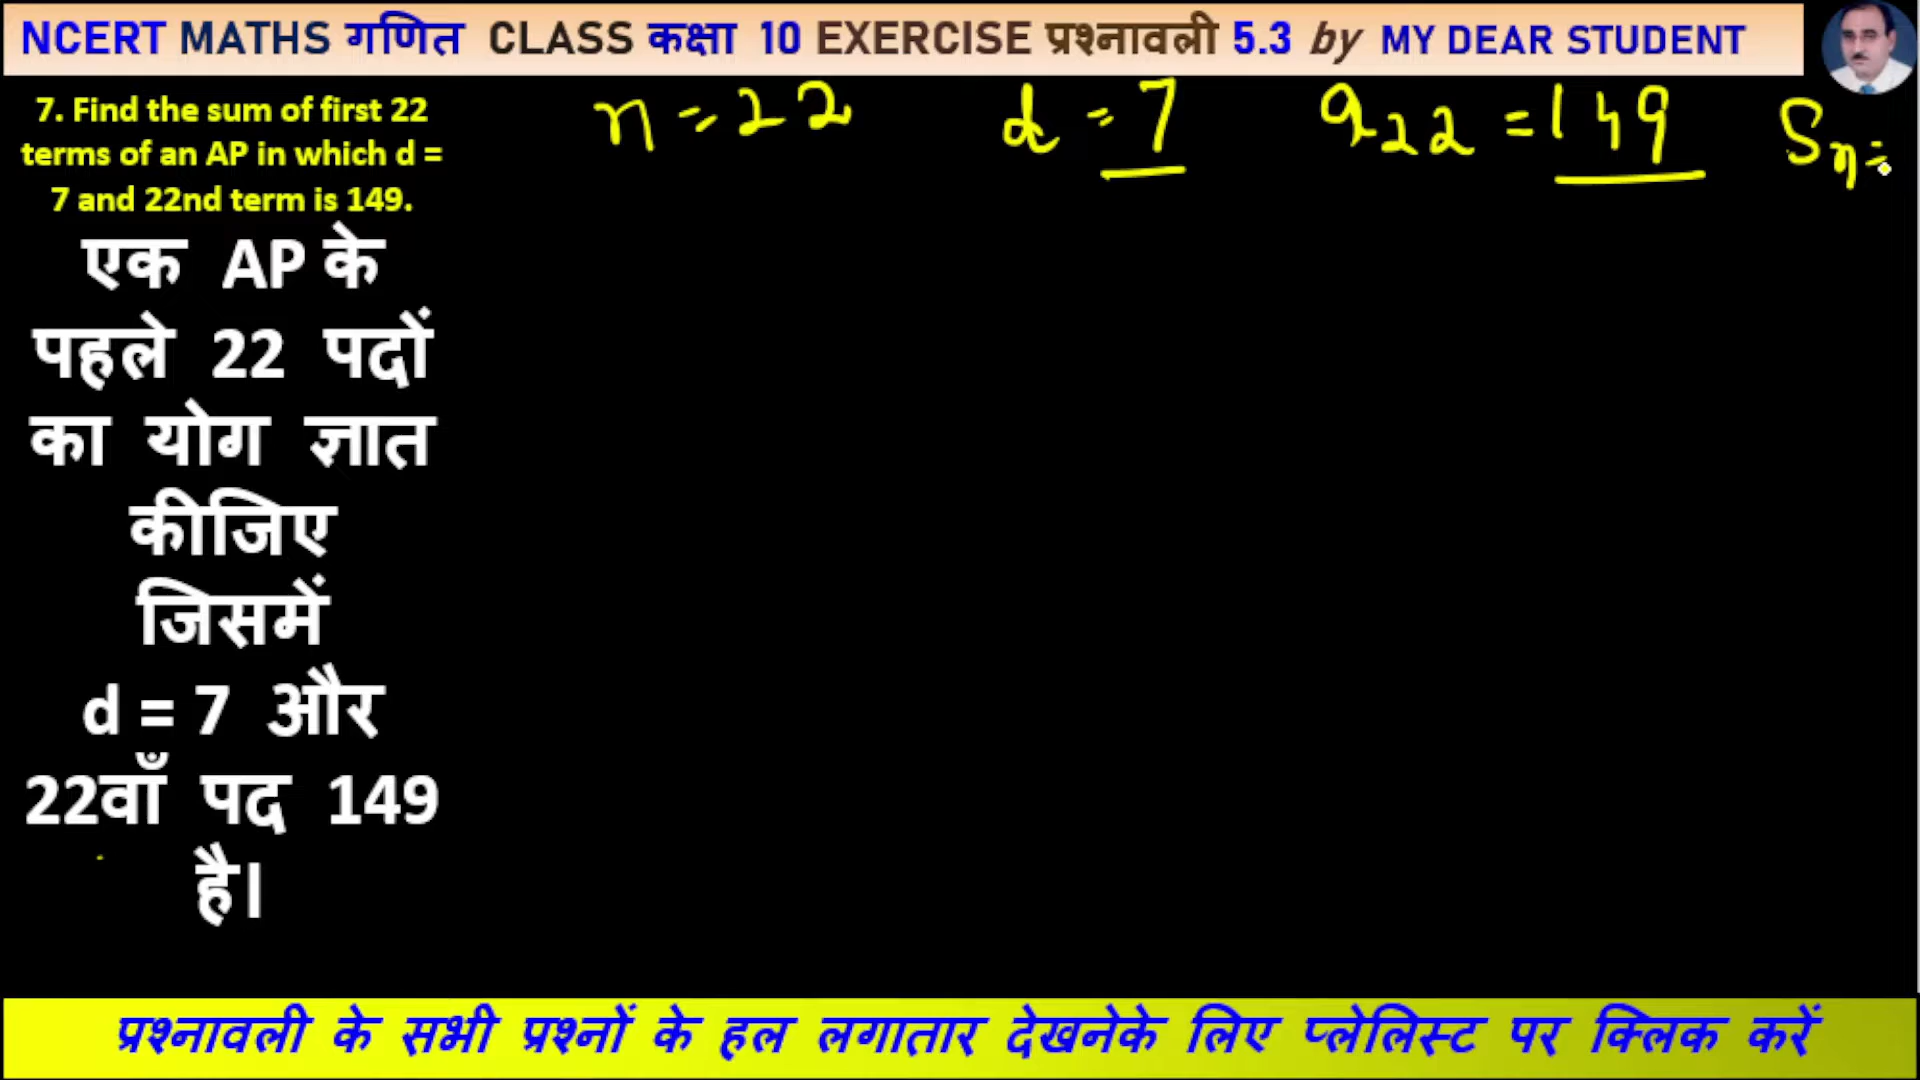 NCERT MATHS गणित CLASS कक्षा 10 EXERCISE प्रश्नावली 5.3 by MY DEAR STUDENT
7. Find the sum of first 22
terms of an AP in which d =
7 and 22nd term is 149.
n = 22 d = 7 a22 = 149 Sn =
एक AP के
पहले 22 पदों
का योग ज्ञात
कीजिए
जिसमें
d = 7 और
22वाँ पद 149
है।
प्रश्नावली के सभी प्रश्नों के हल लगातार देखनेके लिए प्लेलिस्ट पर क्लिक करें